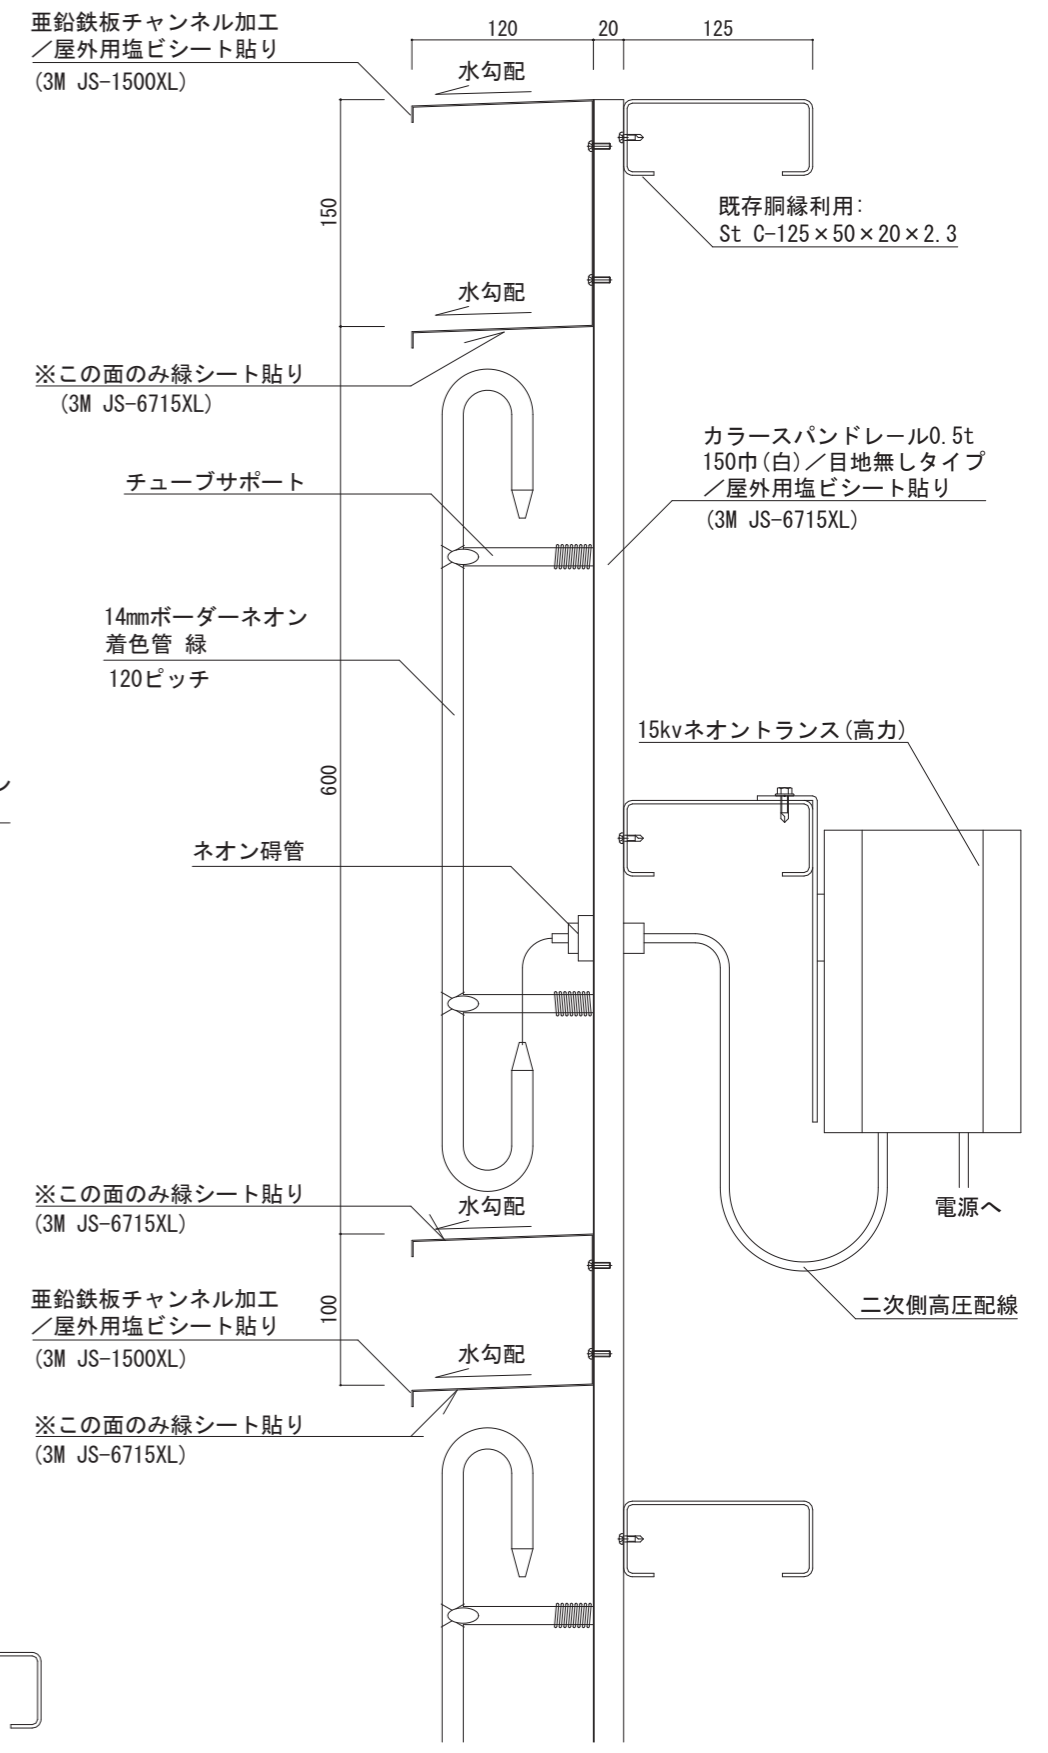 亜鉛鉄板チャンネル加工
／屋外用塩ビシート貼り
(3M JS-1500XL)
120
20
125
水勾配
150
既存胴縁利用:
St C-125×50×20×2.3
水勾配
※この面のみ緑シート貼り
(3M JS-6715XL)
カラースパンドレール0.5t
150巾(白)／目地無しタイプ
／屋外用塩ビシート貼り
(3M JS-6715XL)
チューブサポート
14mmボーダーネオン
着色管 緑
120ピッチ
15kvネオントランス(高力)
600
ン
ネオン碍管
※この面のみ緑シート貼り
(3M JS-6715XL)
水勾配
電源へ
亜鉛鉄板チャンネル加工
／屋外用塩ビシート貼り
(3M JS-1500XL)
100
二次側高圧配線
水勾配
※この面のみ緑シート貼り
(3M JS-6715XL)